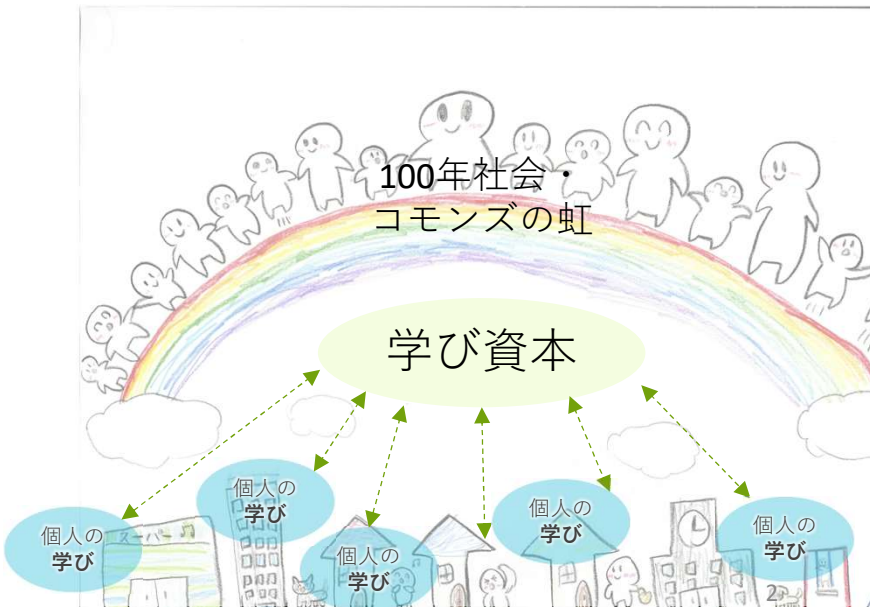 100年社会・
コモンズの虹
学び資本
個人の
学び
個人の
学び
スーパー
個人の
学び
個人の
学び
個人の
学び
2